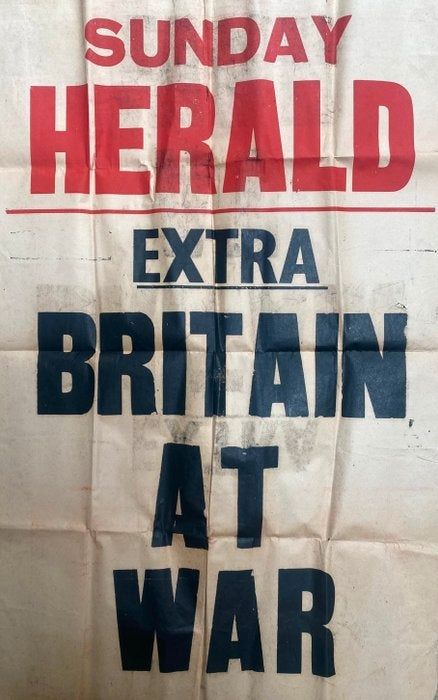 SUNDAY
HERALD
EXTRA
BRITAIN
AT
WAR